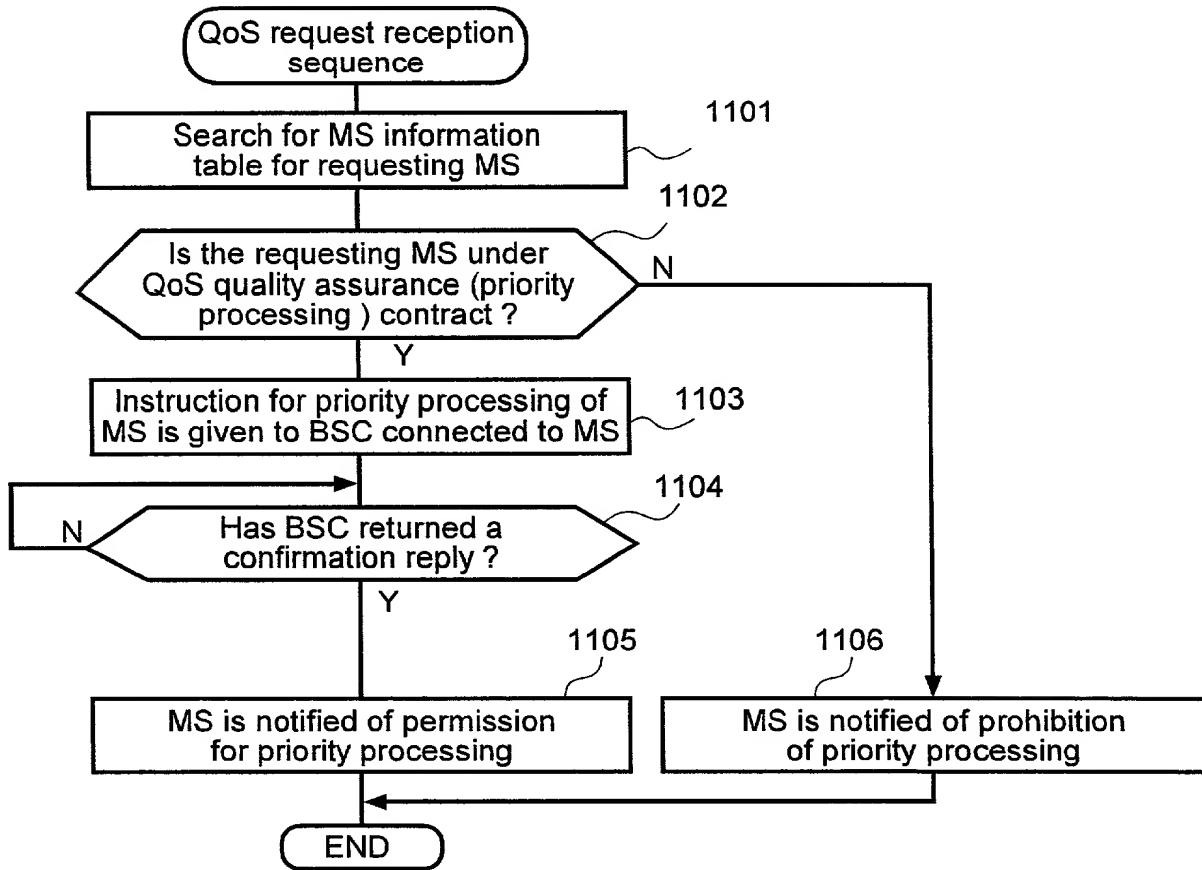 QoS request reception
sequence
1101
Search for MS information
table for requesting MS
1102
Is the requesting MS under
QoS quality assurance (priority
processing ) contract ?
N
Y
1103
Instruction for priority processing of
MS is given to BSC connected to MS
1104
Has BSC returned a
confirmation reply ?
N
Y
1105
MS is notified of permission
for priority processing
1106
MS is notified of prohibition
of priority processing
END